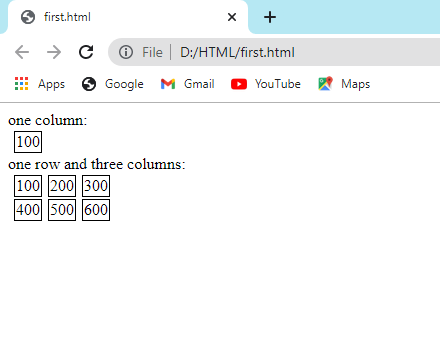 first.html
File D:/HTML/first.html
Apps Google Gmail YouTube Maps
one column:
100
one row and three columns:
100 200 300
400 500 600